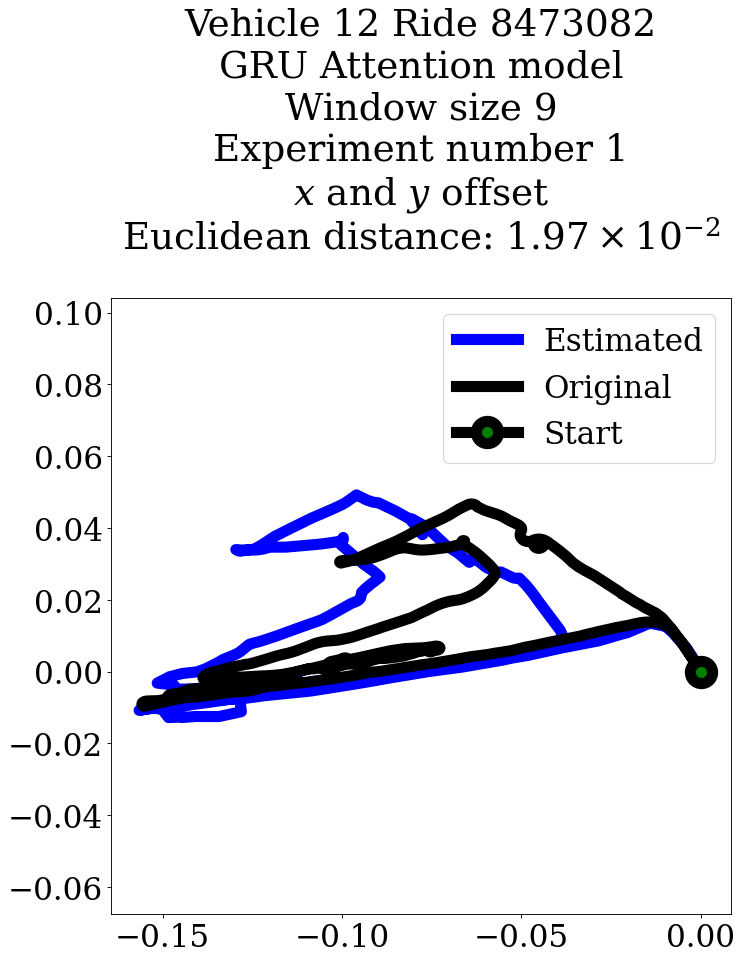 Vehicle 12 Ride 8473082
GRU Attention model
Window size 9
Experiment number 1
x and y offset
Euclidean distance: 1.97 × 10⁻²
Estimated
Original
Start
0.10
0.08
0.06
0.04
0.02
0.00
−0.02
−0.04
−0.06
−0.15
−0.10
−0.05
0.00